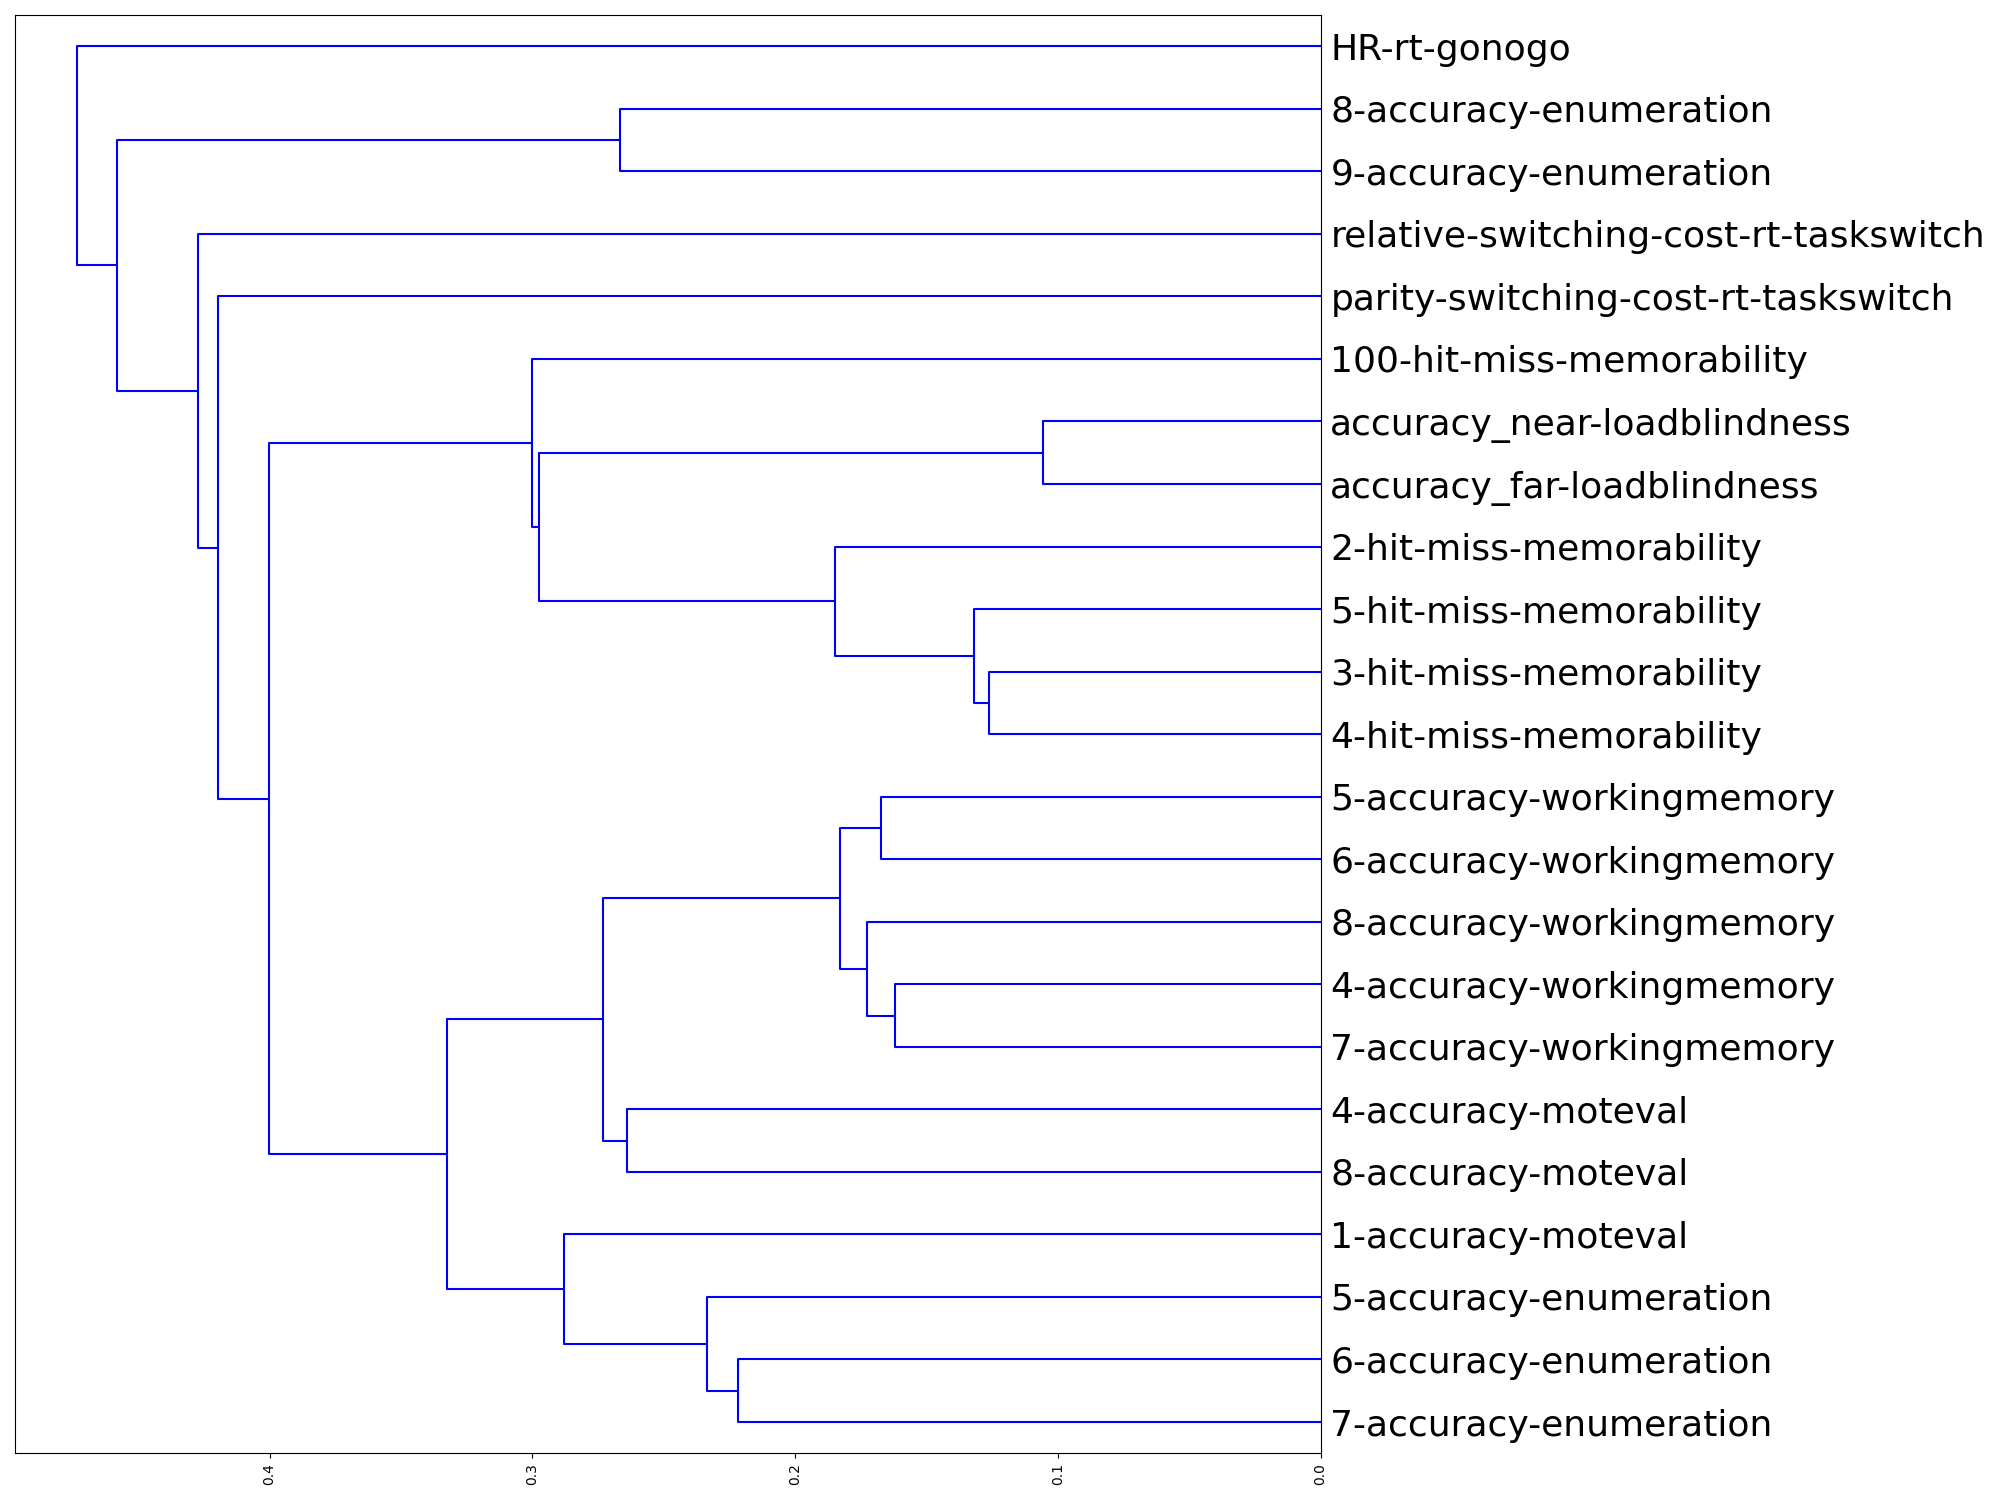 HR-rt-gonogo
8-accuracy-enumeration
9-accuracy-enumeration
relative-switching-cost-rt-taskswitch
parity-switching-cost-rt-taskswitch
100-hit-miss-memorability
accuracy_near-loadblindness
accuracy_far-loadblindness
2-hit-miss-memorability
5-hit-miss-memorability
3-hit-miss-memorability
4-hit-miss-memorability
5-accuracy-workingmemory
6-accuracy-workingmemory
8-accuracy-workingmemory
4-accuracy-workingmemory
7-accuracy-workingmemory
4-accuracy-moteval
8-accuracy-moteval
1-accuracy-moteval
5-accuracy-enumeration
6-accuracy-enumeration
7-accuracy-enumeration
0.4
0.3
0.2
0.1
0.0